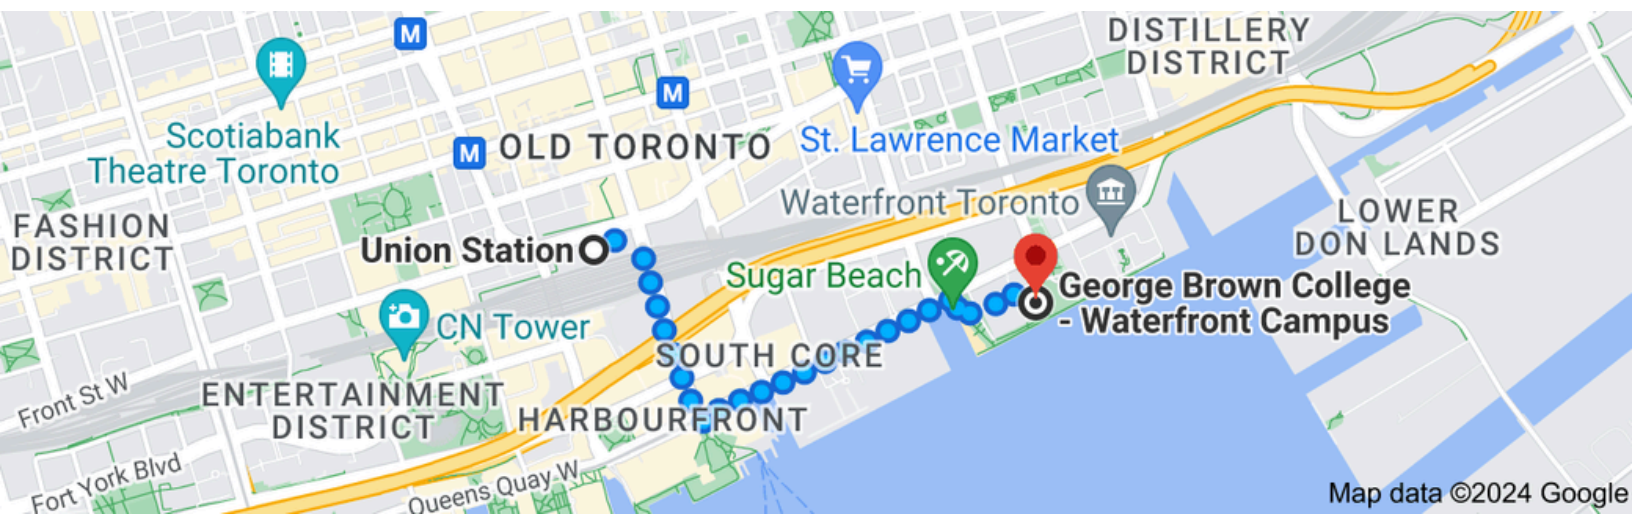 DISTILLERY
DISTRICT
M
M
Scotiabank
Theatre Toronto
M
OLD TORONTO
St. Lawrence Market
Waterfront Toronto
FASHION
DISTRICT
LOWER
DON LANDS
Union Station
Sugar Beach
George Brown College
- Waterfront Campus
CN Tower
SOUTH CORE
Front St W
ENTERTAINMENT
DISTRICT
HARBOURFRONT
Fort York Blvd
Queens Quay W
Map data ©2024 Google